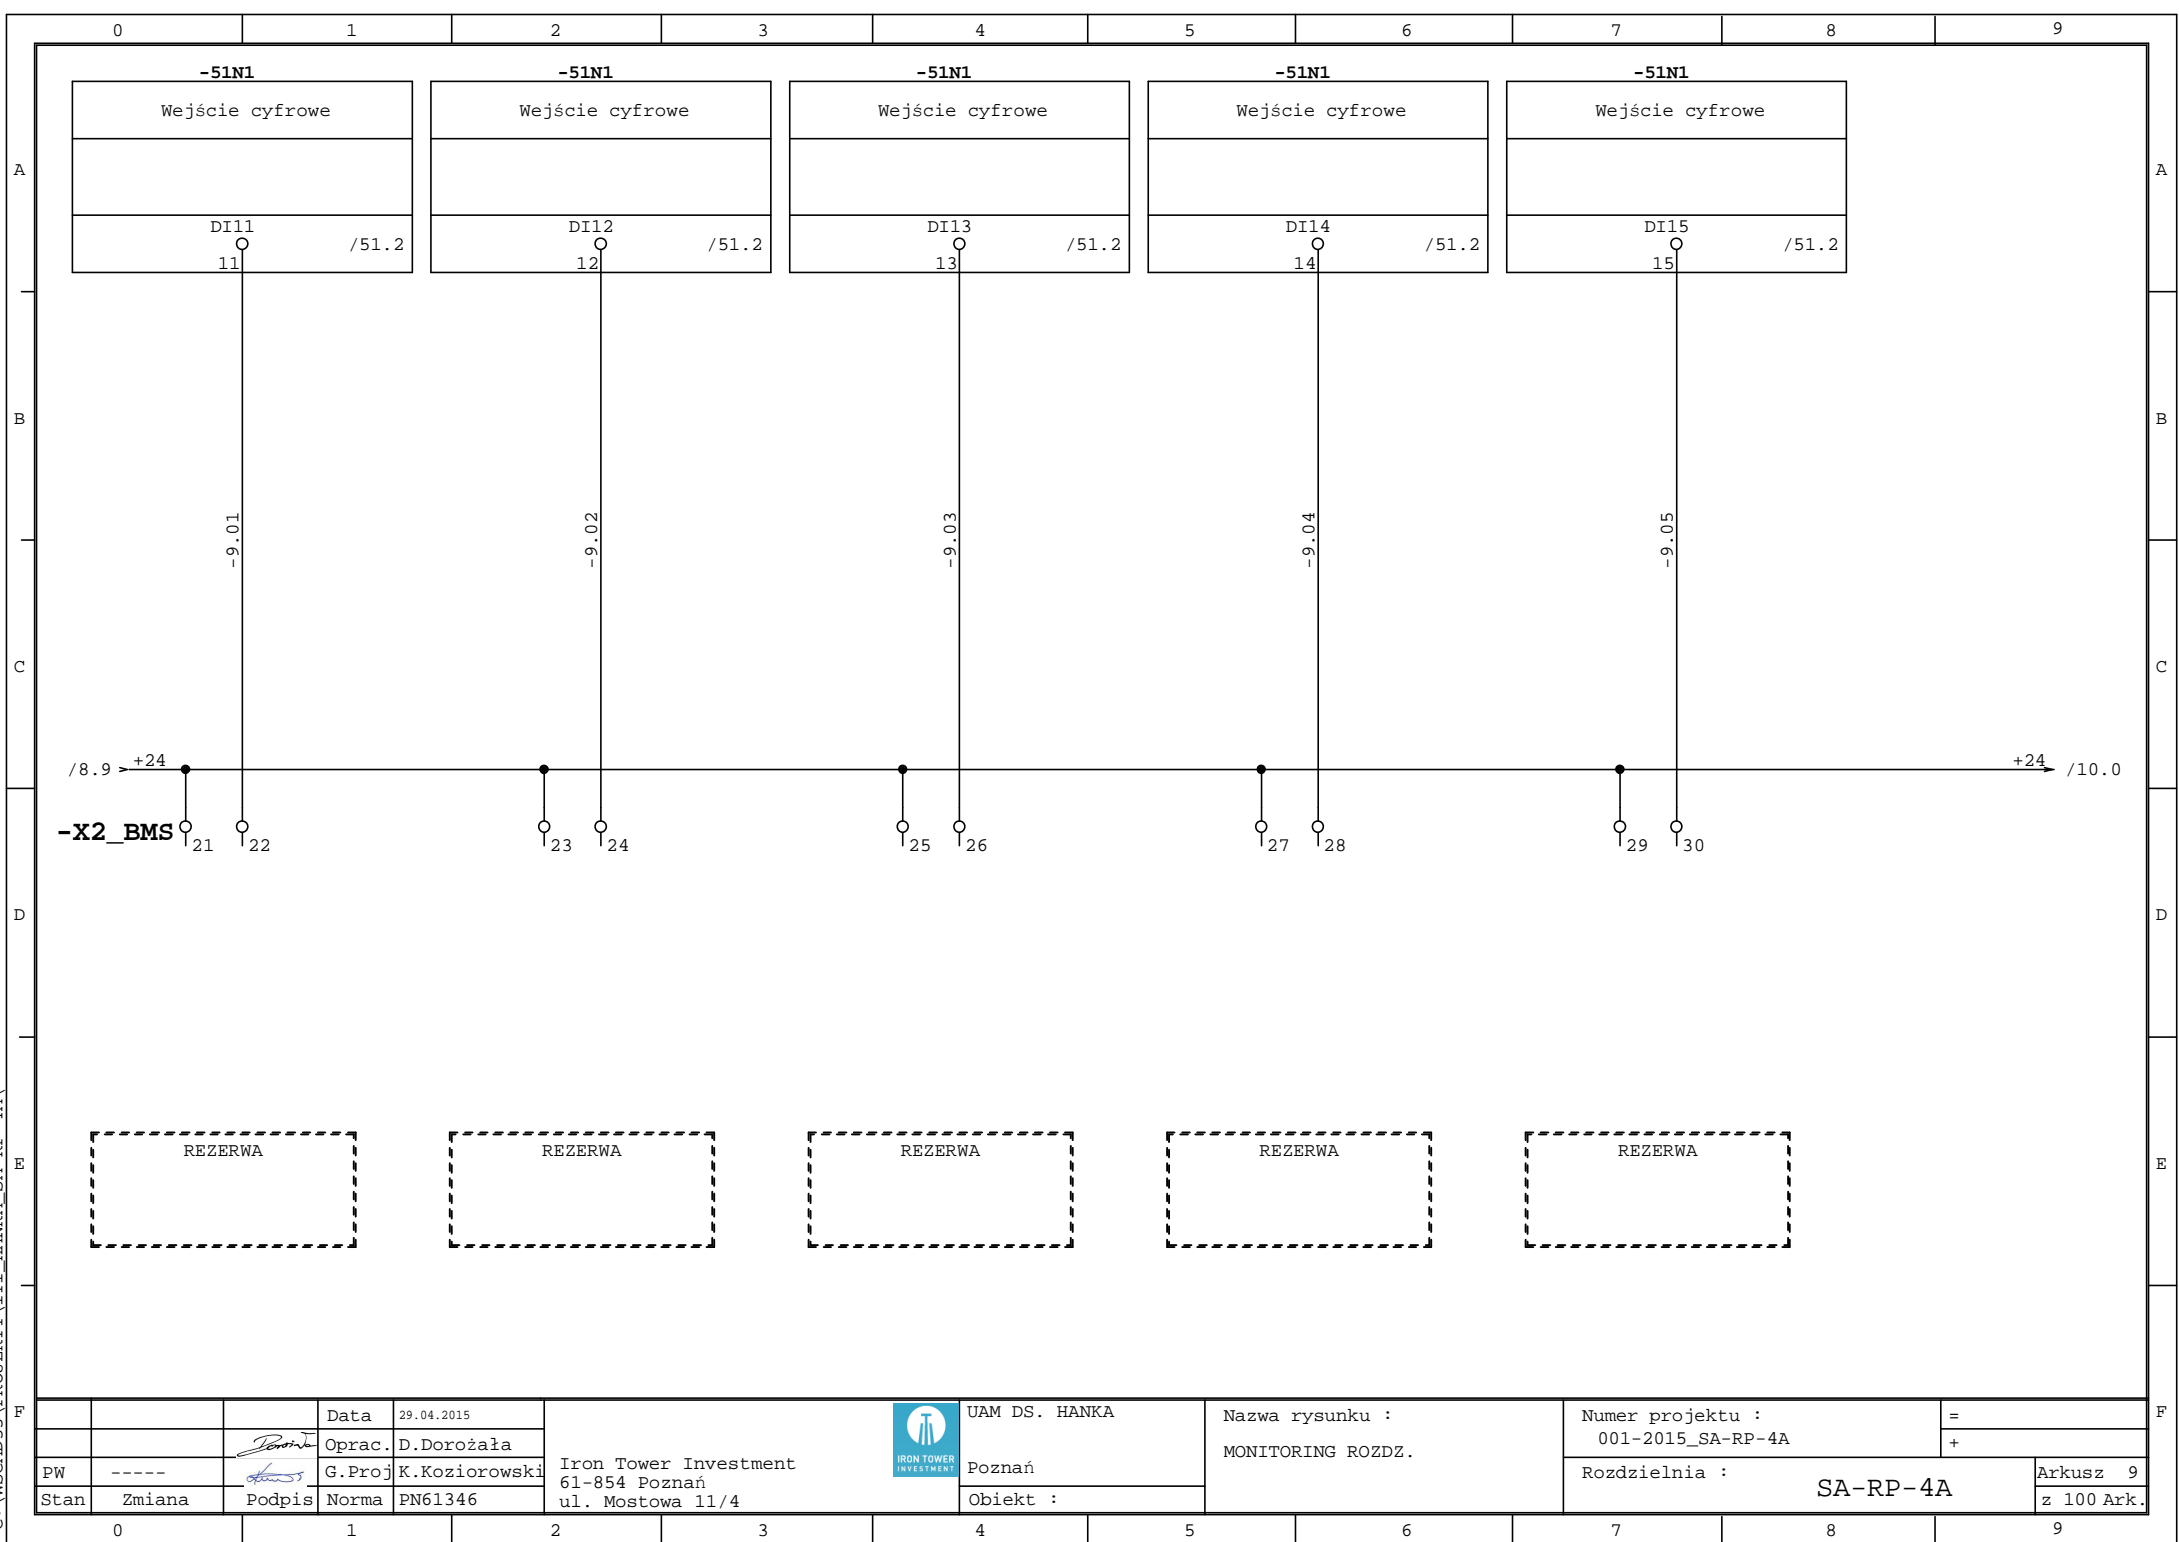 0 1 2 3 4 5 6 7 8 9
-51N1 -51N1 -51N1 -51N1 -51N1
Wejście cyfrowe Wejście cyfrowe Wejście cyfrowe Wejście cyfrowe Wejście cyfrowe
A A
DI11 DI12 DI13 DI14 DI15
/51.2 /51.2 /51.2 /51.2 /51.2
11 12 13 14 15
B B
-9.01 -9.02 -9.03 -9.04 -9.05
C C
/8.9 +24 +24 /10.0
-X2_BMS 21 22 23 24 25 26 27 28 29 30
D D
REZERWA REZERWA REZERWA REZERWA REZERWA
E E
F F
Data 29.04.2015
Oprac. D.Dorożała
PW ----- G.Proj K.Koziorowski
Stan Zmiana Podpis Norma PN61346
Iron Tower Investment
61-854 Poznań
ul. Mostowa 11/4
IRON TOWER
INVESTMENT
UAM DS. HANKA
Poznań
Obiekt :
Nazwa rysunku :
MONITORING ROZDZ.
Numer projektu :
001-2015_SA-RP-4A
=
+
Rozdzielnia :
SA-RP-4A
Arkusz 9
z 100 Ark.
0 1 2 3 4 5 6 7 8 9